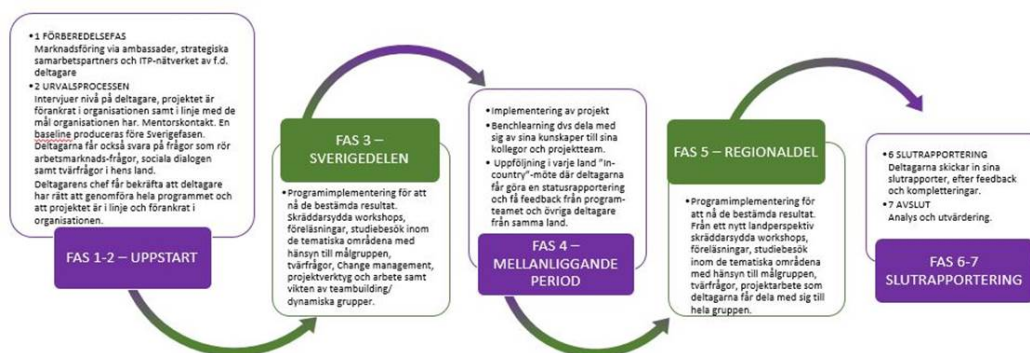 •1 FÖRBEREDELSEFAS
Marknadsföring via ambassader, strategiska
samarbetspartners och ITP-nätverket av f.d.
deltagare
•2 URVALSPROCESSEN
Intervjuer nivå på deltagare, projektet är
förankrat i organisationen samt i linje med de
mål organisationen har. Mentorskontakt. En
baseline produceras före Sverigefasen.
Deltagarna får också svara på frågor som rör
arbetsmarknads-frågor, sociala dialogen
samt tvärfrågor i hens land.
Deltagarens chef får bekräfta att deltagare
har rätt att genomföra hela programmet och
att projektet är i linje och förankrat i
organisationen.
FAS 1-2 – UPPSTART
FAS 3 –
SVERIGEDELEN
•Programimplementering för att
nå de bestämda resultat.
Skräddarsydda workshops,
föreläsningar, studiebesök inom
de tematiska områdena med
hänsyn till målgruppen,
tvärfrågor, Change management,
projektverktyg och arbete samt
vikten av teambuilding/
dynamiska grupper.
•Implementering av projekt
•Benchlearning dvs dela med
sig av sina kunskaper till sina
kollegor och projektteam.
• Uppföljning i varje land "In-
country"-möte där deltagarna
får göra en statusrapportering
och få feedback från program-
teamet och övriga deltagare
från samma land.
FAS 4 –
MELLANLIGGANDE
PERIOD
FAS 5 – REGIONALDEL
•Programimplementering för
att nå de bestämda resultat.
Från ett nytt landperspektiv
skräddarsydda workshops,
föreläsningar, studiebesök
inom de tematiska områdena
med hänsyn till målgruppen,
tvärfrågor, projektarbete som
deltagarna får dela med sig till
hela gruppen.
•6 SLUTRAPPORTERING
Deltagarna skickar in sina
slutrapporter, efter feedback
och kompletteringar.
•7 AVSLUT
Analys och utvärdering.
FAS 6-7
SLUTRAPPORTERING